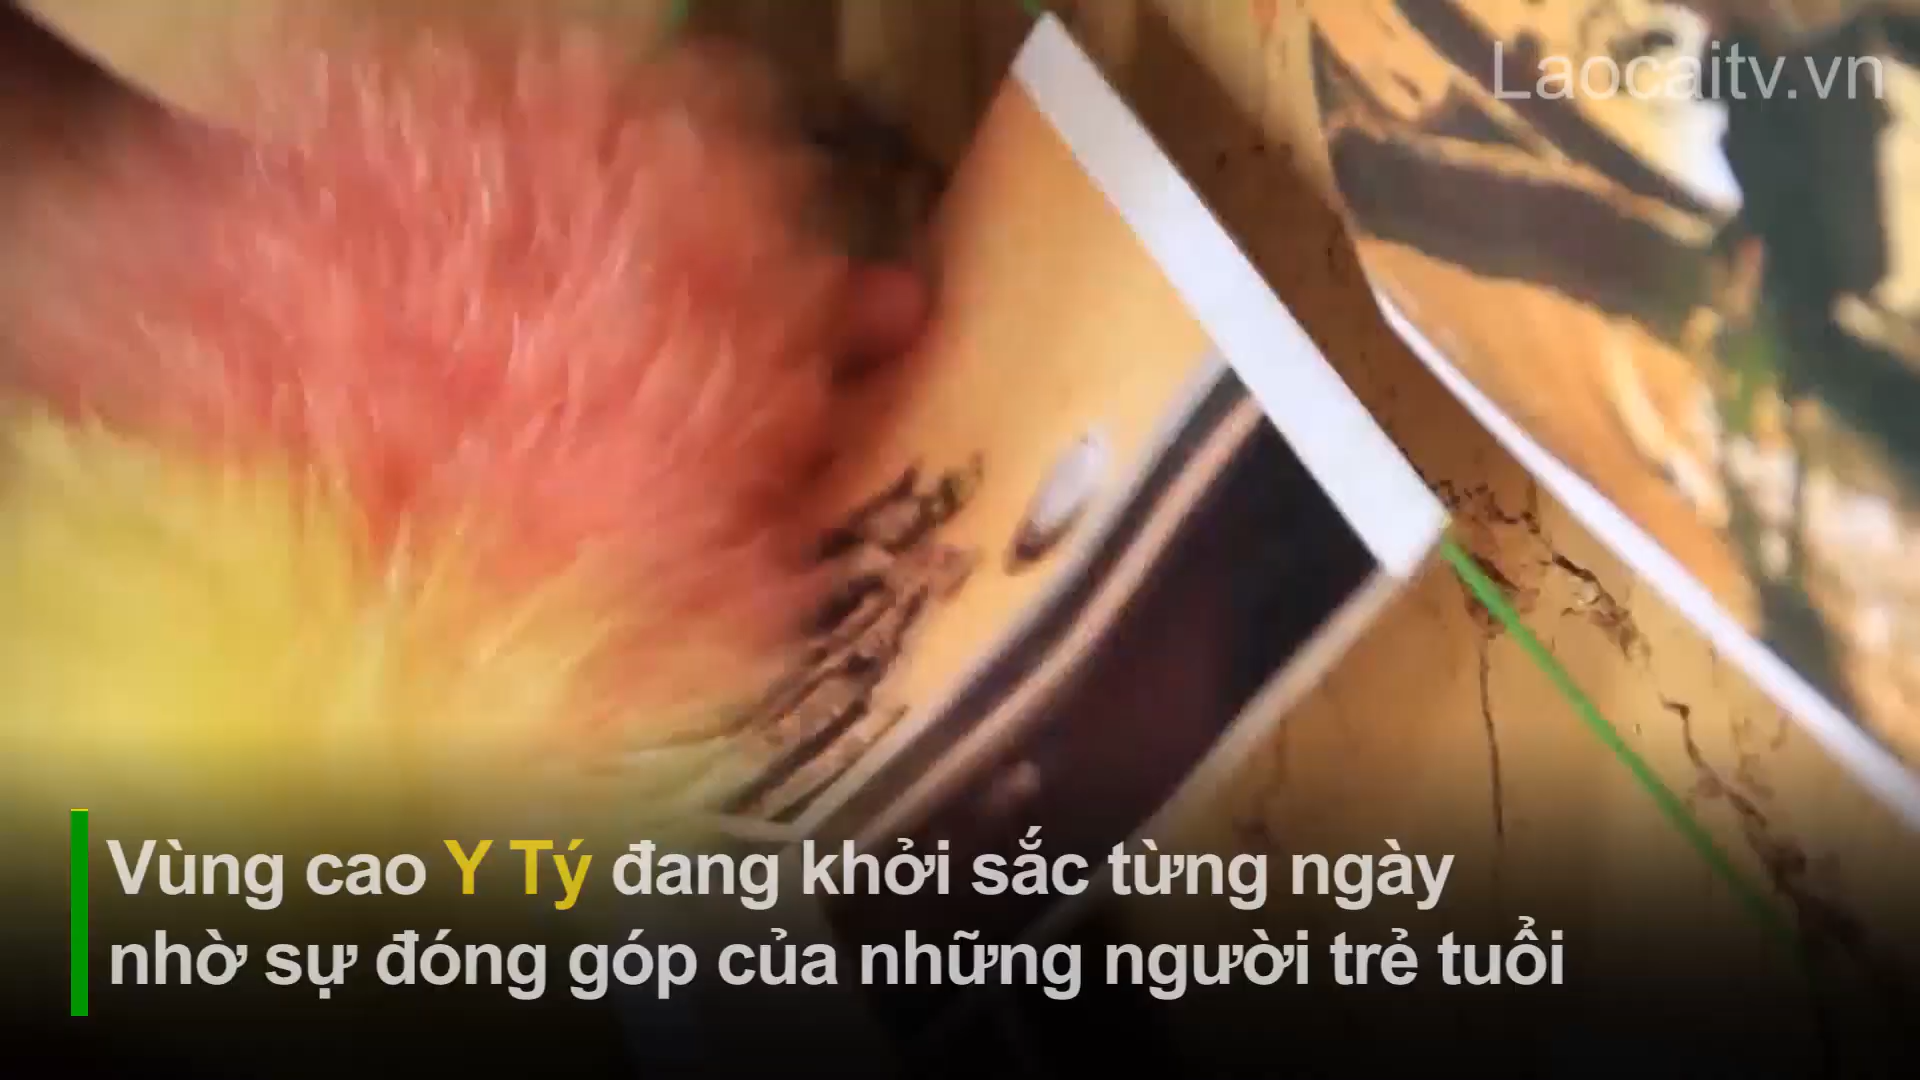 Laocaitv.vn
Vùng cao Y Tý đang khởi sắc từng ngày
nhờ sự đóng góp của những người trẻ tuổi